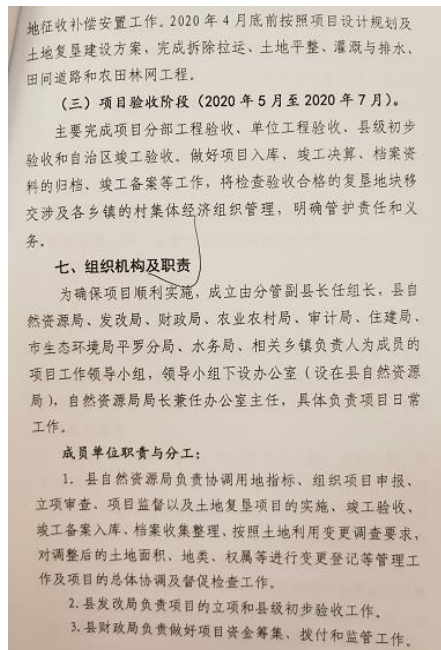 地征收补偿安置工作。2020年4月底前按照项目设计规划及
土地复垦建设方案，完成拆除拉运、土地平整、灌溉与排水、
田间道路和农田林网工程。
（三）项目验收阶段（2020年5月至2020年7月）。
主要完成项目分部工程验收、单位工程验收、县级初步
验收和自治区竣工验收。做好项目入库、竣工决算、档案资
料的归档、竣工备案等工作，将检查验收合格的复垦地块移
交涉及各乡镇的村集体经济组织管理，明确管护责任和义
务。
七、组织机构及职责
为确保项目顺利实施，成立由分管副县长任组长，县自
然资源局、发改局、财政局、农业农村局、审计局、住建局、
市生态环境局平罗分局、水务局、相关乡镇负责人为成员的
项目工作领导小组，领导小组下设办公室（设在县自然资源
局），自然资源局局长兼任办公室主任，具体负责项目日常
工作。
成员单位职责与分工：
1. 县自然资源局负责协调用地指标、组织项目申报、
立项审查、项目监督以及土地复垦项目的实施、竣工验收、
竣工备案入库、档案收集整理、按照土地利用变更调查要求，
对调整后的土地面积、地类、权属等进行变更登记等管理工
作及项目的总体协调及督促检查工作。
2. 县发改局负责项目的立项和县级初步验收工作。
3. 县财政局负责做好项目资金筹集、拨付和监管工作。